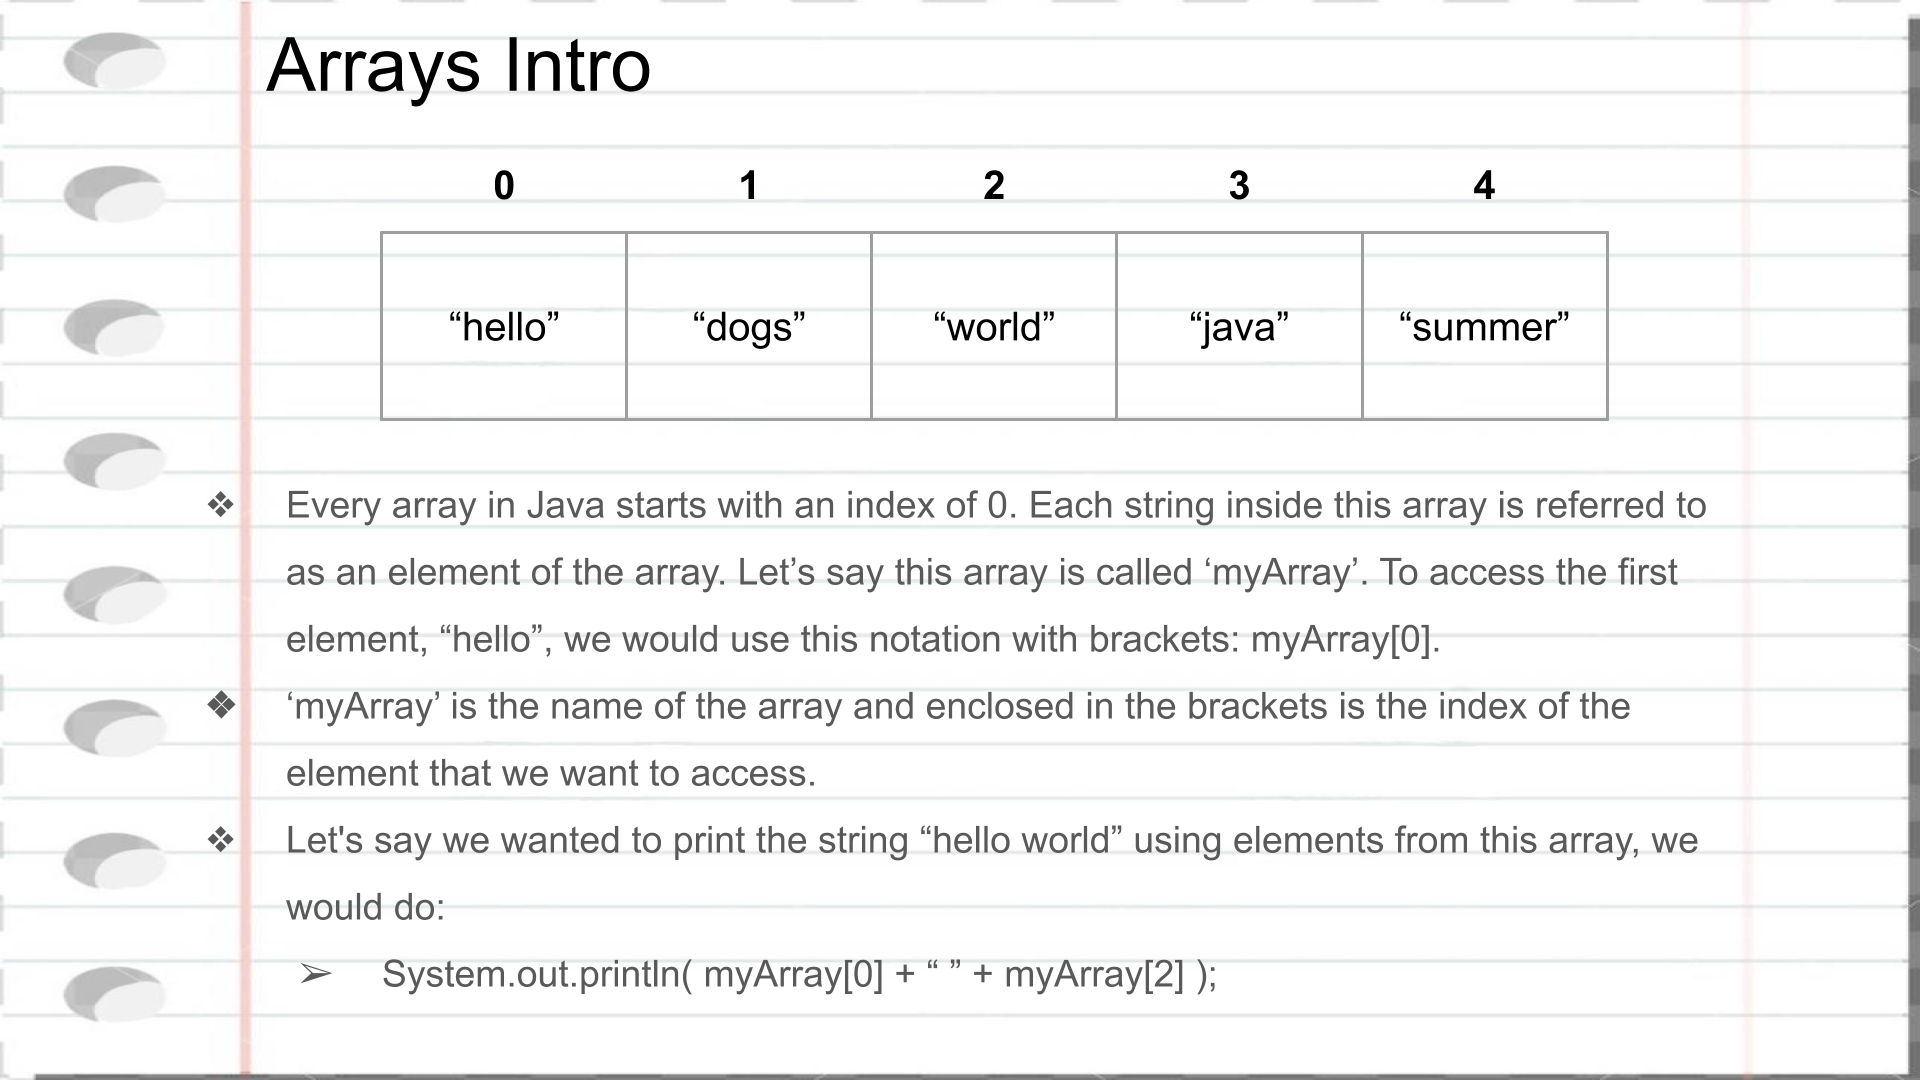 Arrays Intro
0 1 2 3 4
“hello” “dogs” “world” “java” “summer”
❖ Every array in Java starts with an index of 0. Each string inside this array is referred to
as an element of the array. Let’s say this array is called ‘myArray’. To access the first
element, “hello”, we would use this notation with brackets: myArray[0].
❖ ‘myArray’ is the name of the array and enclosed in the brackets is the index of the
element that we want to access.
❖ Let's say we wanted to print the string “hello world” using elements from this array, we
would do:
➢ System.out.println( myArray[0] + “ ” + myArray[2] );